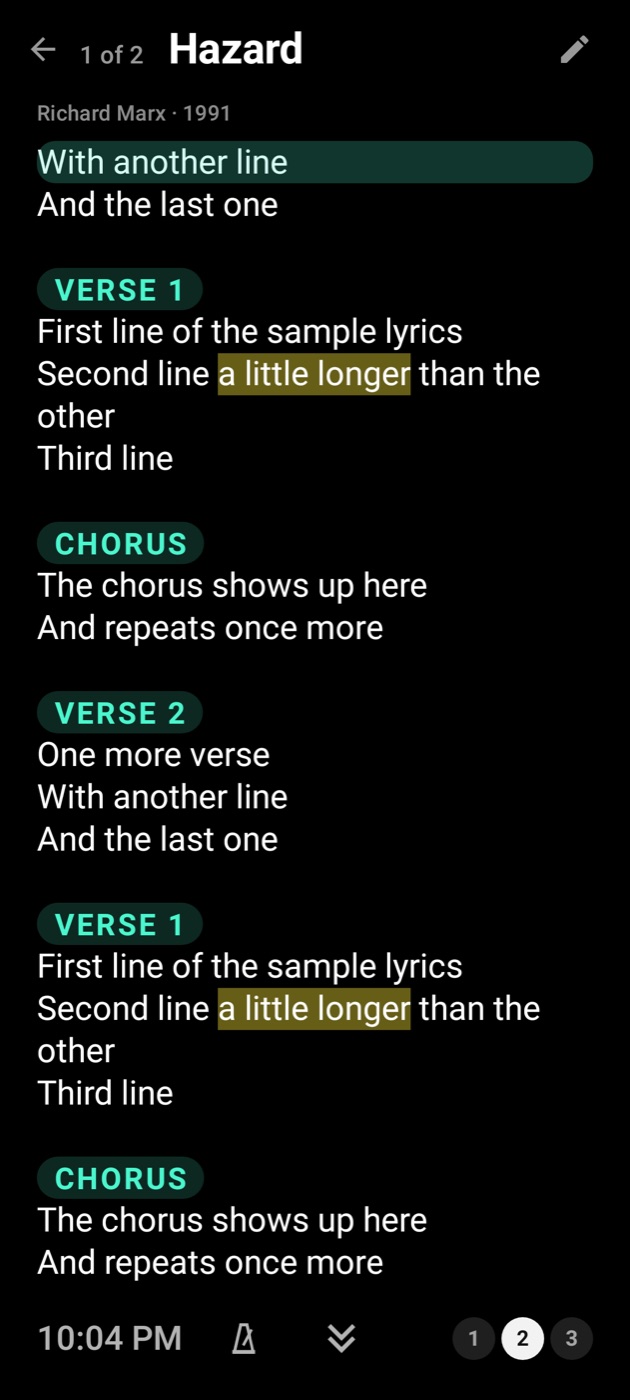 1 of 2 Hazard
Richard Marx · 1991
With another line
And the last one
VERSE 1
First line of the sample lyrics
Second line a little longer than the
other
Third line
CHORUS
The chorus shows up here
And repeats once more
VERSE 2
One more verse
With another line
And the last one
VERSE 1
First line of the sample lyrics
Second line a little longer than the
other
Third line
CHORUS
The chorus shows up here
And repeats once more
10:04 PM 1 2 3